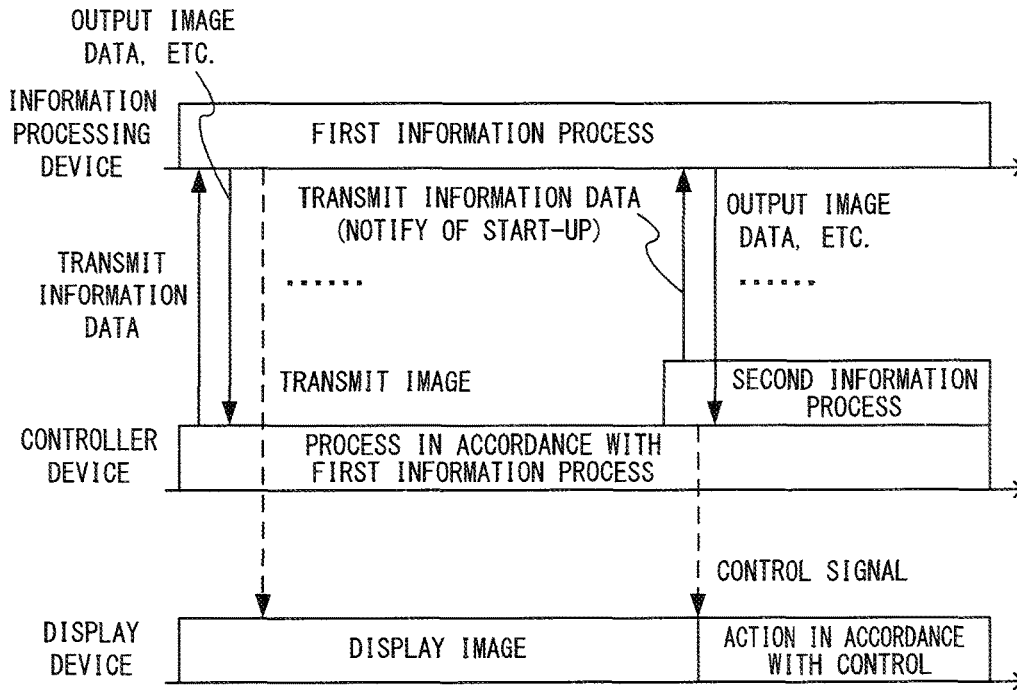 OUTPUT IMAGE
DATA, ETC.
INFORMATION
PROCESSING
DEVICE
FIRST INFORMATION PROCESS
TRANSMIT INFORMATION DATA
(NOTIFY OF START-UP)
OUTPUT IMAGE
DATA, ETC.
TRANSMIT
INFORMATION
DATA
......
......
TRANSMIT IMAGE
SECOND INFORMATION
PROCESS
CONTROLLER
DEVICE
PROCESS IN ACCORDANCE WITH
FIRST INFORMATION PROCESS
CONTROL SIGNAL
DISPLAY
DEVICE
DISPLAY IMAGE
ACTION IN ACCORDANCE
WITH CONTROL